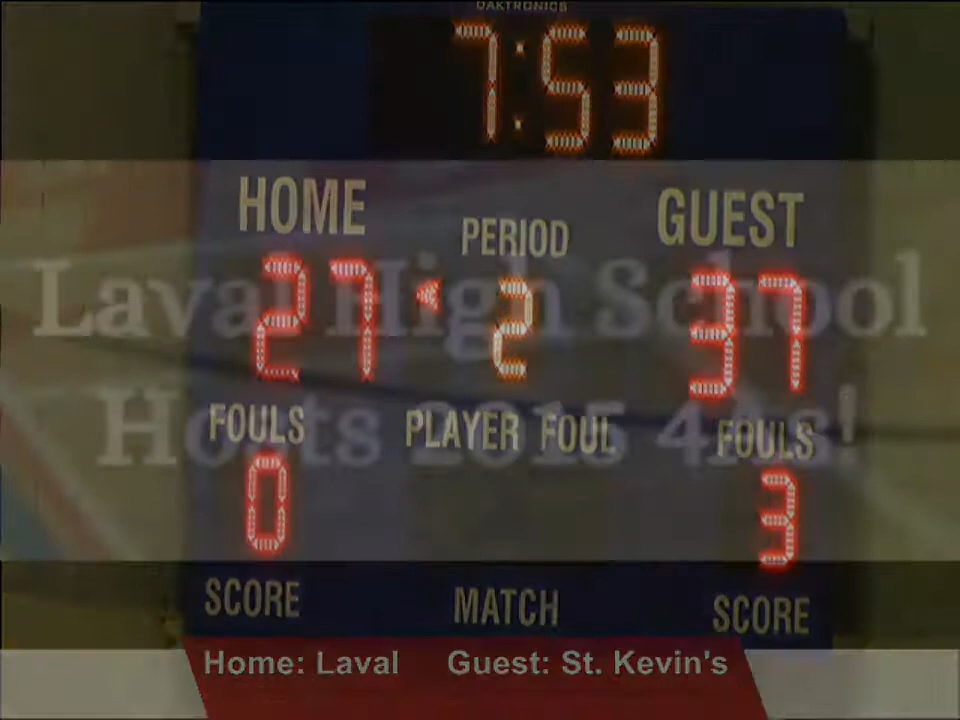 DAKTRONICS
7:53
HOME
PERIOD
GUEST
27
2
37
Laval High School
Hosts 2015 4A's!
FOULS
PLAYER FOUL
FOULS
0
3
SCORE
MATCH
SCORE
Home: Laval
Guest: St. Kevin's